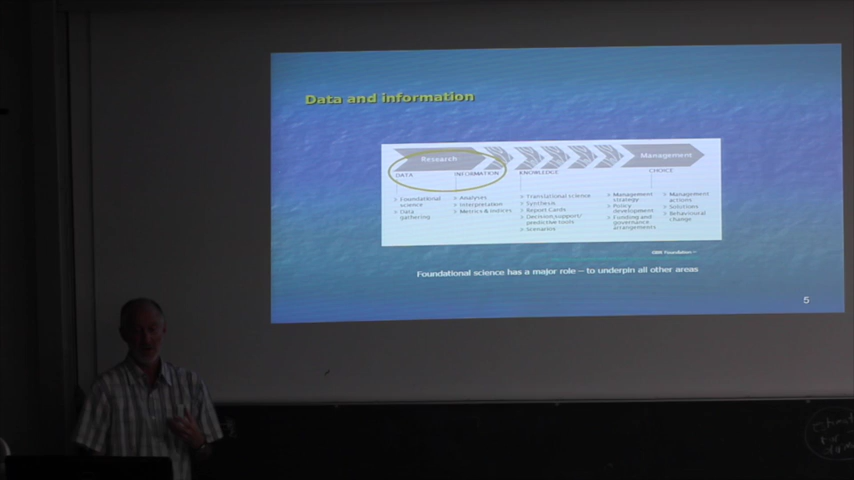 Data and information
Research
Management
DATA
INFORMATION
KNOWLEDGE
CHOICE
> Foundational science
> Data gathering
> Analyses
> Interpretation
> Metrics & indices
> Translational science
> Synthesis
> Report Cards
> Decision support/ predictive tools
> Scenarios
> Management strategy
> Policy development
> Funding and governance arrangements
> Management actions
> Solutions
> Behavioural change
Foundation —
Foundational science has a major role – to underpin all other areas
5